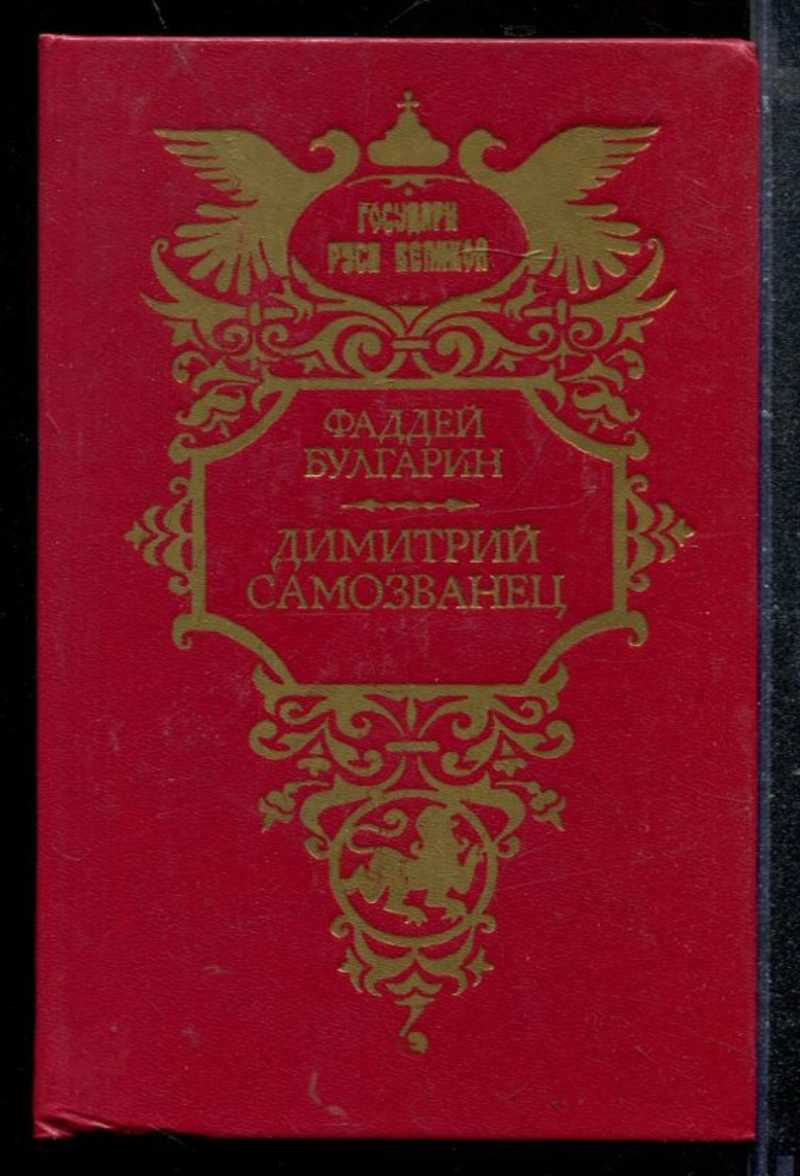 ГОСУДАРИ
РУСИ ВЕЛИКОЙ
ФАДДЕЙ
БУЛГАРИН
ДИМИТРИЙ
САМОЗВАНЕЦ